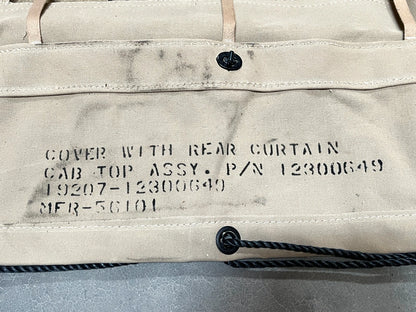 COVER WITH REAR CURTAIN
CAB TOP ASSY. P/N 12300649
19207-12300649
MFR-56101